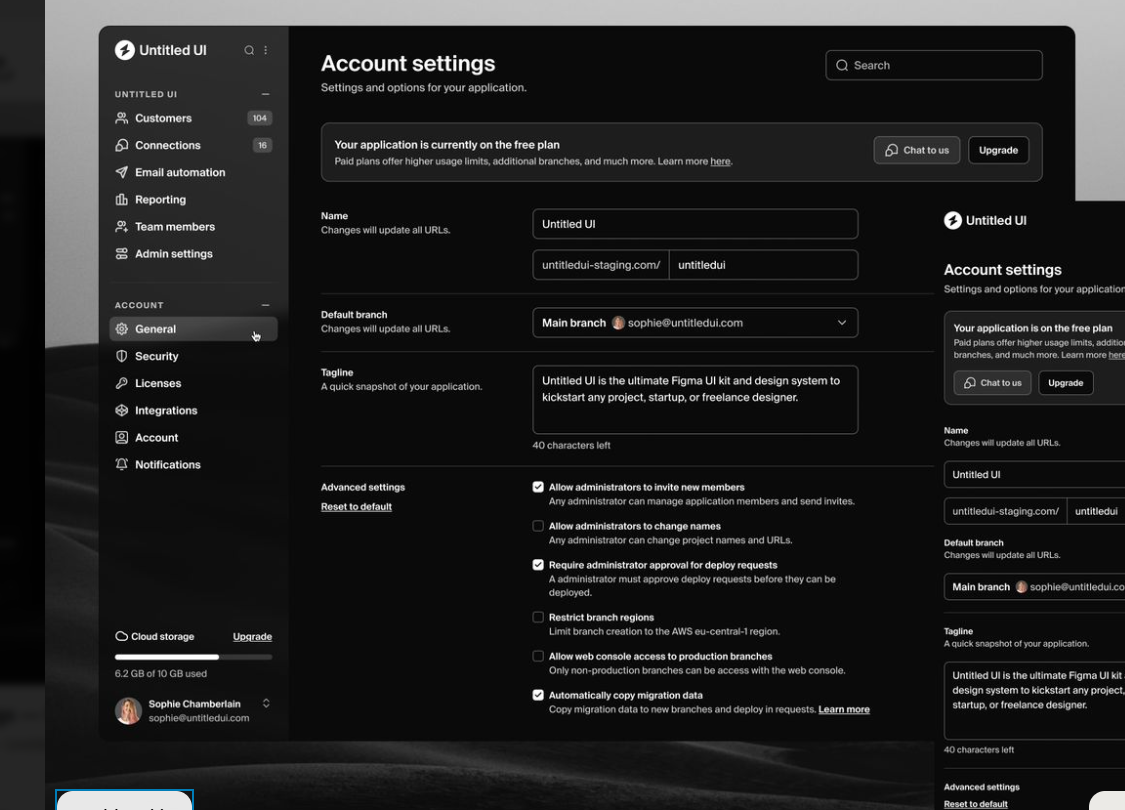 Untitled UI
UNTITLED UI
Customers 104
Connections 16
Email automation
Reporting
Team members
Admin settings
ACCOUNT
General
Security
Licenses
Integrations
Account
Notifications
Cloud storage Upgrade
6.2 GB of 10 GB used
Sophie Chamberlain
sophie@untitledui.com
Account settings
Settings and options for your application.
Search
Your application is currently on the free plan
Paid plans offer higher usage limits, additional branches, and much more. Learn more here.
Chat to us Upgrade
Name
Changes will update all URLs.
Untitled UI
untitledui-staging.com/ untitledui
Default branch
Changes will update all URLs.
Main branch sophie@untitledui.com
Tagline
A quick snapshot of your application.
Untitled UI is the ultimate Figma UI kit and design system to
kickstart any project, startup, or freelance designer.
40 characters left
Advanced settings
Reset to default
Allow administrators to invite new members
Any administrator can manage application members and send invites.
Allow administrators to change names
Any administrator can change project names and URLs.
Require administrator approval for deploy requests
A administrator must approve deploy requests before they can be
deployed.
Restrict branch regions
Limit branch creation to the AWS eu-central-1 region.
Allow web console access to production branches
Only non-production branches can be access with the web console.
Automatically copy migration data
Copy migration data to new branches and deploy in requests. Learn more
Untitled UI
Account settings
Settings and options for your application
Your application is on the free plan
Paid plans offer higher usage limits,
branches, and much more. Learn more here
Chat to us Upgrade
Name
Changes will update all URLs.
Untitled UI
untitledui-staging.com/ untitledui
Default branch
Changes will update all URLs.
Main branch sophie@untitledui.co
Tagline
A quick snapshot of your application.
Untitled UI is the ultimate Figma UI kit
design system to kickstart any project,
startup, or freelance designer.
40 characters left
Advanced settings
Reset to default